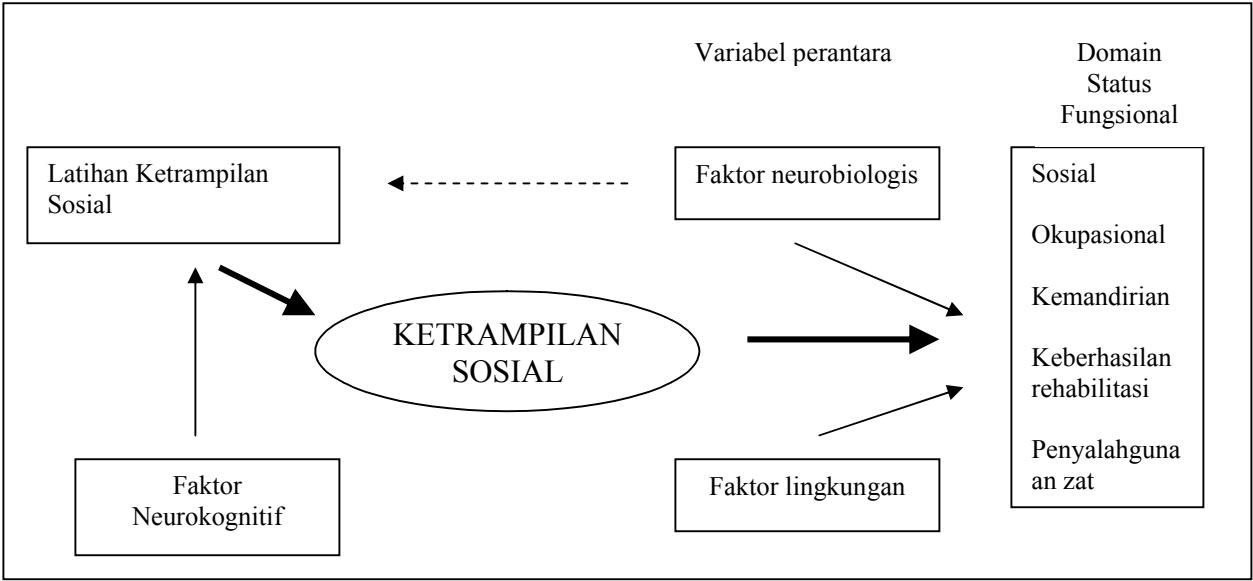 Variabel perantara
Domain
Status
Fungsional
Latihan Ketrampilan
Sosial
Faktor neurobiologis
Sosial
Okupasional
Kemandirian
Keberhasilan
rehabilitasi
Penyalahguna
an zat
KETRAMPILAN
SOSIAL
Faktor
Neurokognitif
Faktor lingkungan